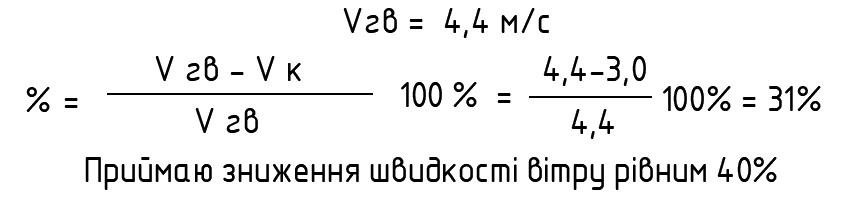 Vгв = 4,4 м/с
% = V гв - V к / V гв 100 % = 4,4-3,0 / 4,4 100% = 31%
Приймаю зниження швидкості вітру рівним 40%